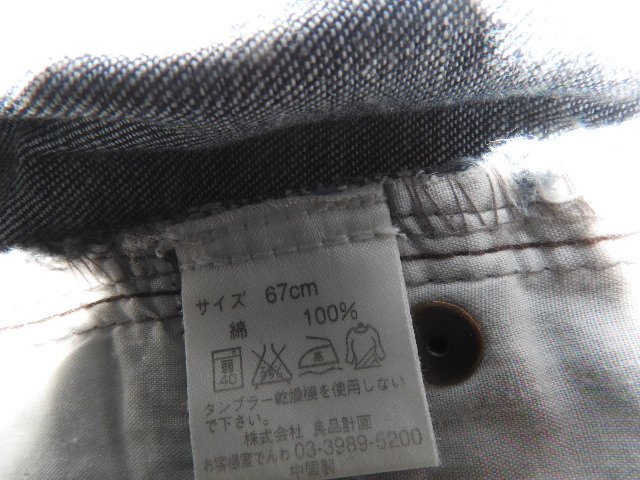 サイズ 67cm
綿 100%
弱
40
タンブラー乾燥機を使用しない
で下さい。
株式会社 良品計画
お客様室でんわ 03-3989-5200
中国製